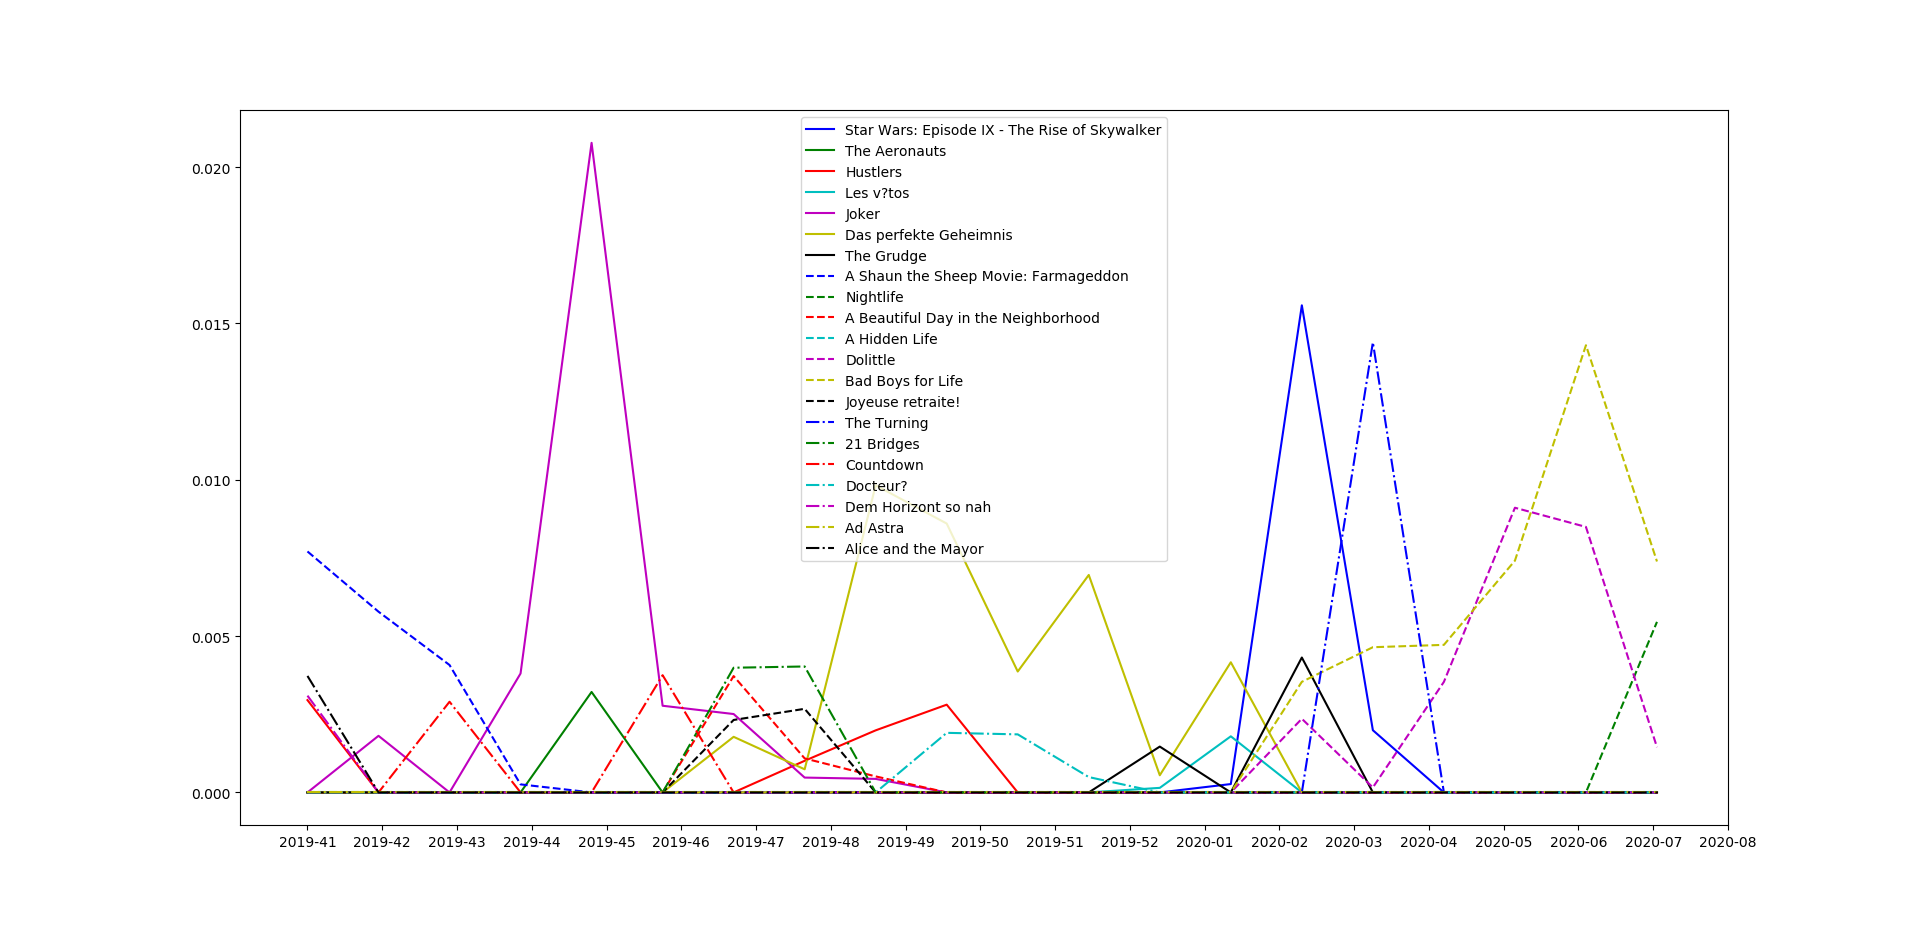 Star Wars: Episode IX - The Rise of Skywalker
The Aeronauts
Hustlers
Les v?tos
Joker
Das perfekte Geheimnis
The Grudge
A Shaun the Sheep Movie: Farmageddon
Nightlife
A Beautiful Day in the Neighborhood
A Hidden Life
Dolittle
Bad Boys for Life
Joyeuse retraite!
The Turning
21 Bridges
Countdown
Docteur?
Dem Horizont so nah
Ad Astra
Alice and the Mayor
0.020
0.015
0.010
0.005
0.000
2019-41 2019-42 2019-43 2019-44 2019-45 2019-46 2019-47 2019-48 2019-49 2019-50 2019-51 2019-52 2020-01 2020-02 2020-03 2020-04 2020-05 2020-06 2020-07 2020-08